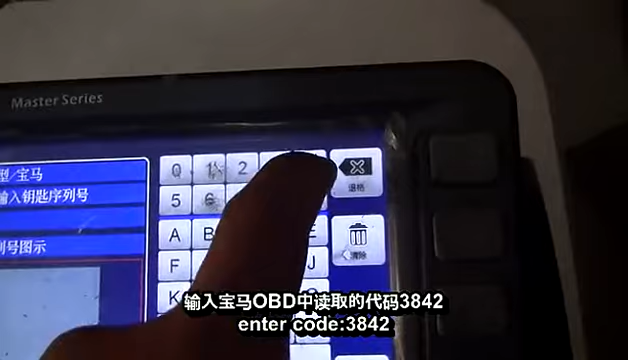 Master Series
型/宝马
输入钥匙序列号
列号图示
0 1 2
退格
5 6
A B E
清除
F J
K
输入宝马OBD中读取的代码3842
enter code:3842